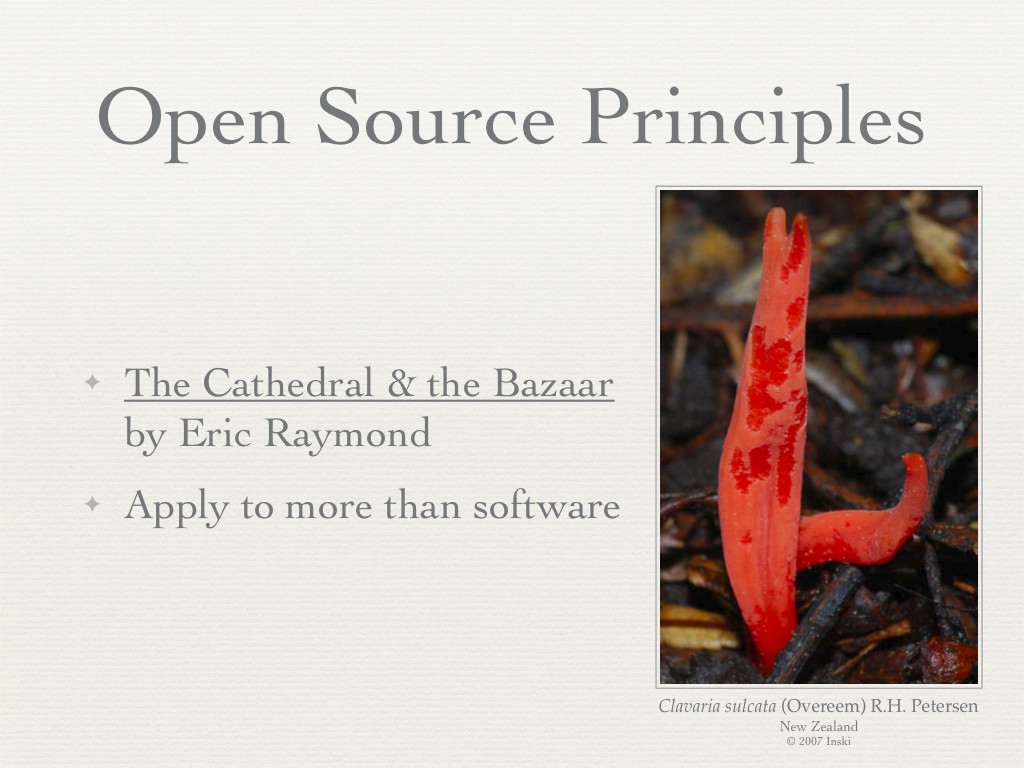 Open Source Principles
The Cathedral & the Bazaar
by Eric Raymond
Apply to more than software
Clavaria sulcata (Overeem) R.H. Petersen
New Zealand
© 2007 Inski